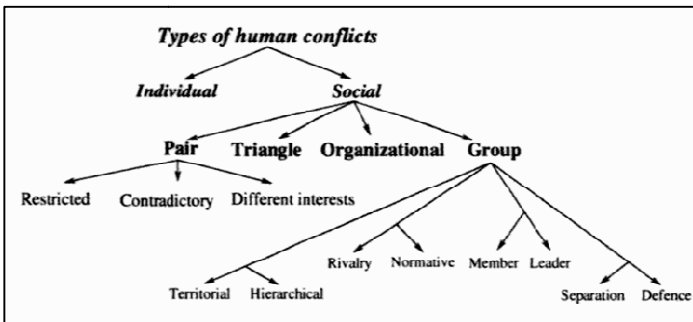 Types of human conflicts
Individual Social
Pair Triangle Organizational Group
Restricted Contradictory Different interests
Rivalry Normative Member Leader
Territorial Hierarchical Separation Defence